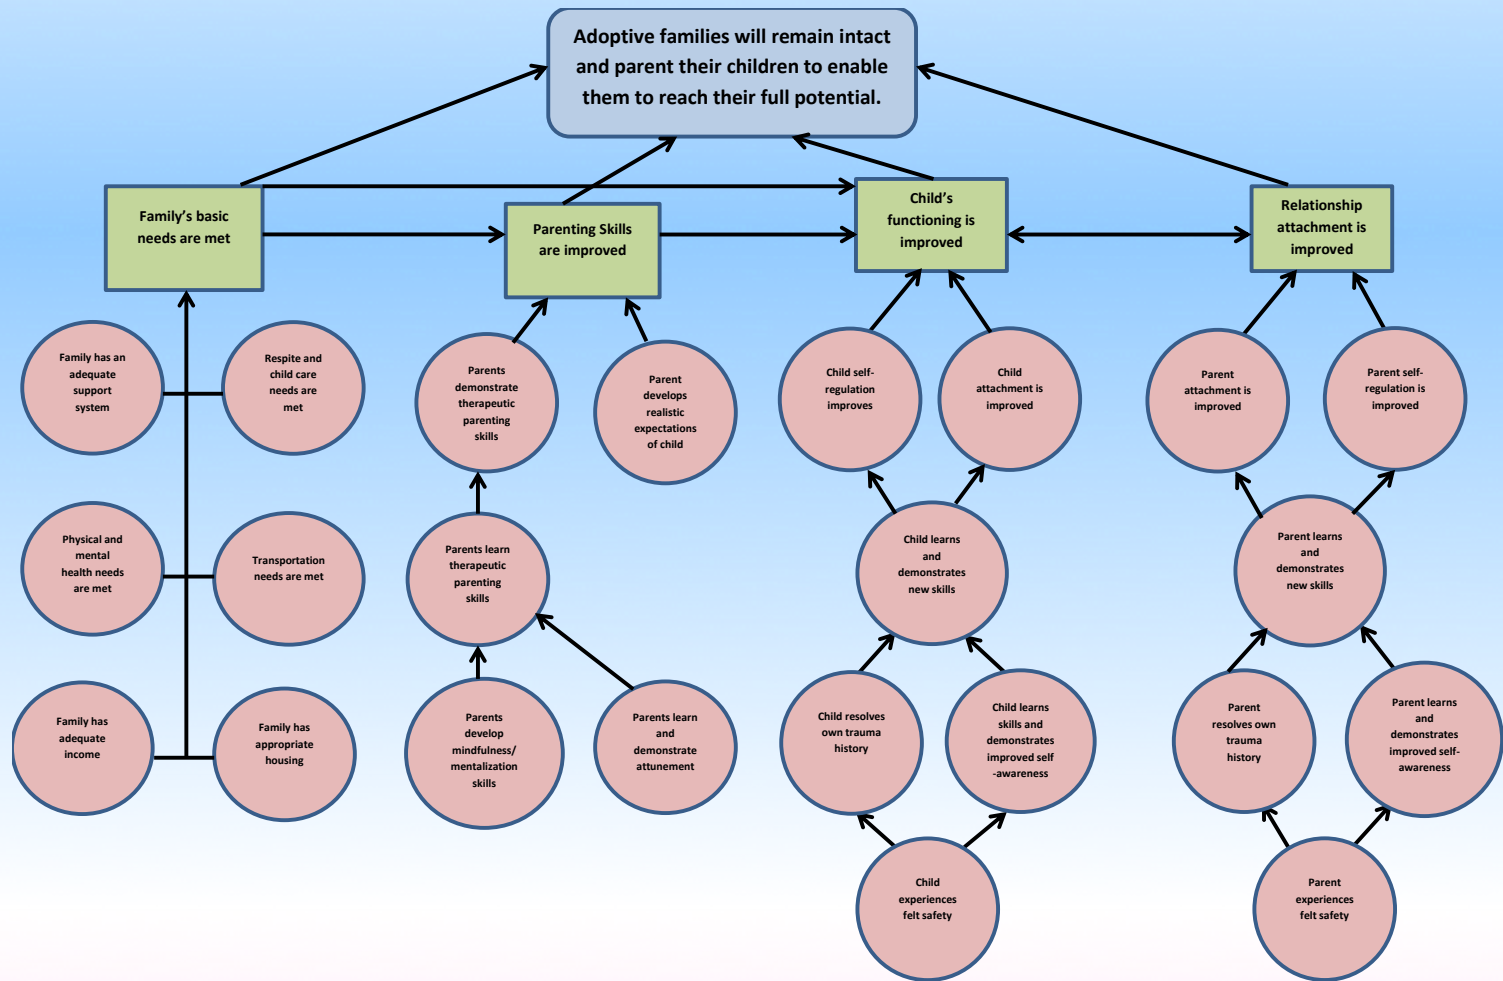 Adoptive families will remain intact
and parent their children to enable
them to reach their full potential.
Family's basic
needs are met
Parenting Skills
are improved
Child's
functioning is
improved
Relationship
attachment is
improved
Family has an
adequate
support
system
Respite and
child care
needs are
met
Parents
demonstrate
therapeutic
parenting
skills
Parent
develops
realistic
expectations
of child
Child self-
regulation
improves
Child
attachment is
improved
Parent
attachment is
improved
Parent self-
regulation is
improved
Physical and
mental
health needs
are met
Transportation
needs are met
Parents learn
therapeutic
parenting
skills
Child learns
and
demonstrates
new skills
Parent learns
and
demonstrates
new skills
Family has
adequate
income
Family has
appropriate
housing
Parents
develop
mindfulness/
mentalization
skills
Parents learn
and
demonstrate
attunement
Child resolves
own trauma
history
Child learns
skills and
demonstrates
improved self
-awareness
Parent
resolves own
trauma
history
Parent learns
and
demonstrates
improved self-
awareness
Child
experiences
felt safety
Parent
experiences
felt safety